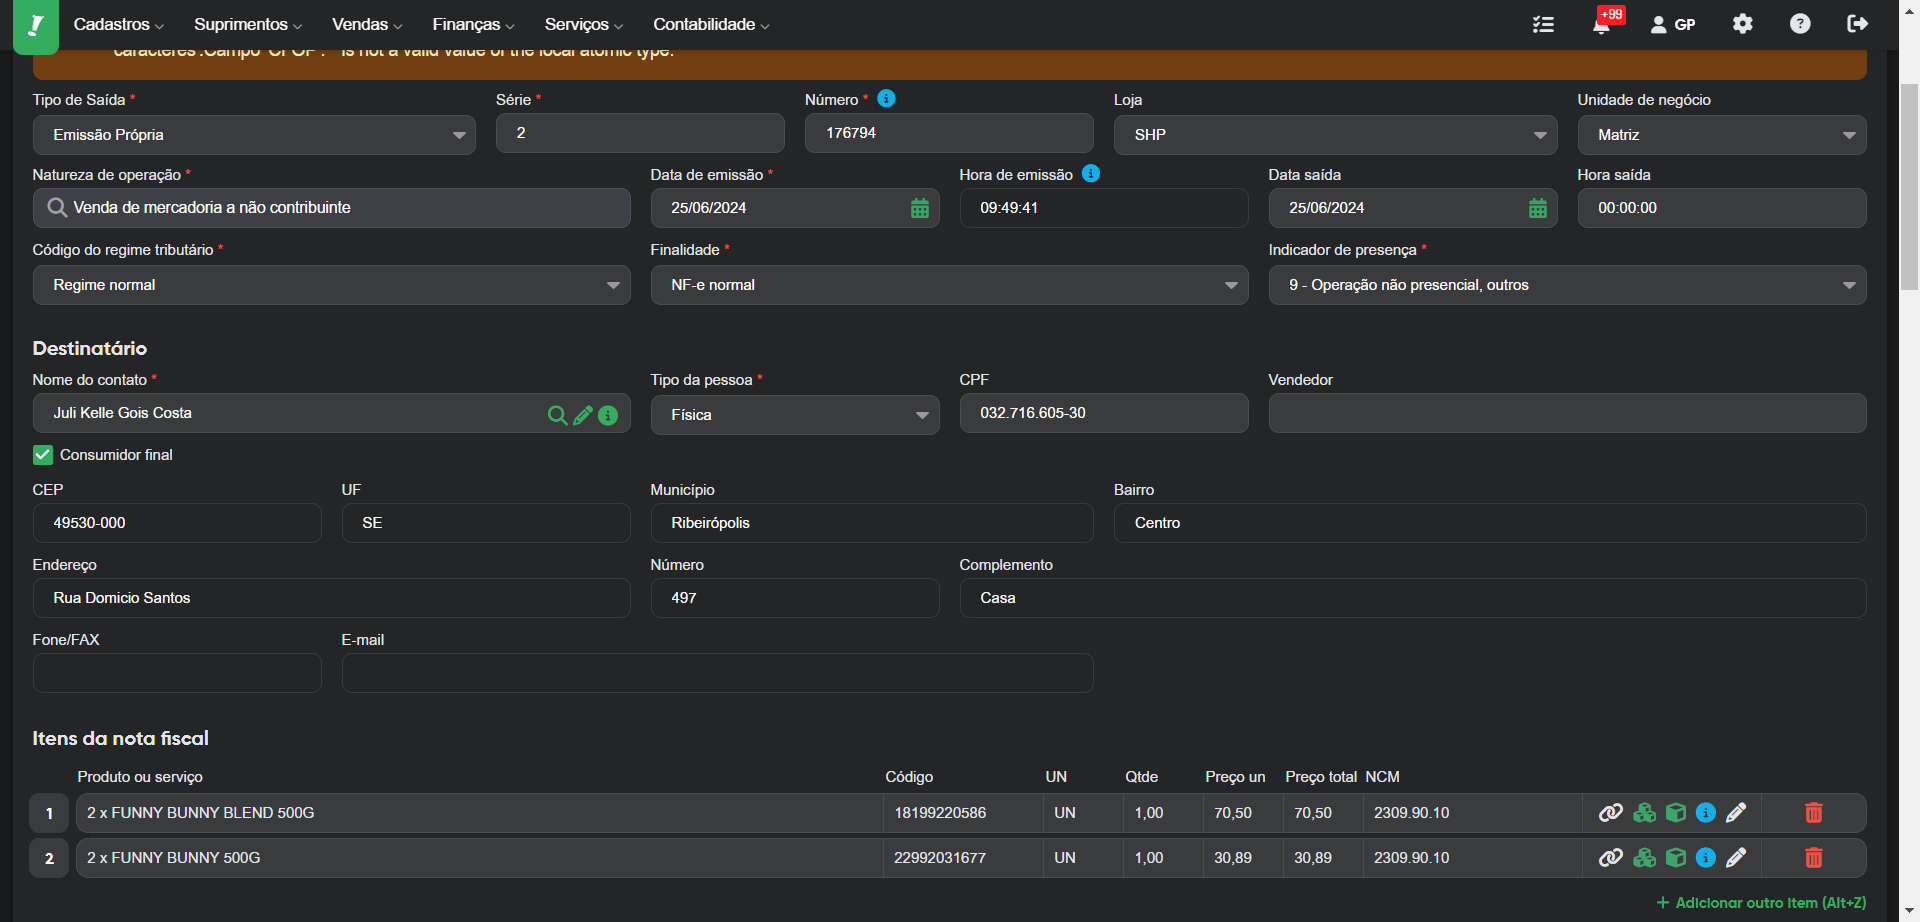 Cadastros Suprimentos Vendas Finanças Serviços Contabilidade +99 GP
is not a valid value of the local atomic type.
Tipo de Saída * Série * Número * Loja Unidade de negócio
Emissão Própria 2 176794 SHP Matriz
Natureza de operação * Data de emissão * Hora de emissão Data saída Hora saída
Venda de mercadoria a não contribuinte 25/06/2024 09:49:41 25/06/2024 00:00:00
Código do regime tributário * Finalidade * Indicador de presença *
Regime normal NF-e normal 9 - Operação não presencial, outros
Destinatário
Nome do contato * Tipo da pessoa * CPF Vendedor
Juli Kelle Gois Costa Física 032.716.605-30
Consumidor final
CEP UF Município Bairro
49530-000 SE Ribeirópolis Centro
Endereço Número Complemento
Rua Domicio Santos 497 Casa
Fone/FAX E-mail
Itens da nota fiscal
Produto ou serviço Código UN Qtde Preço un Preço total NCM
1 2 x FUNNY BUNNY BLEND 500G 18199220586 UN 1,00 70,50 70,50 2309.90.10
2 2 x FUNNY BUNNY 500G 22992031677 UN 1,00 30,89 30,89 2309.90.10
+ Adicionar outro item (Alt+Z)